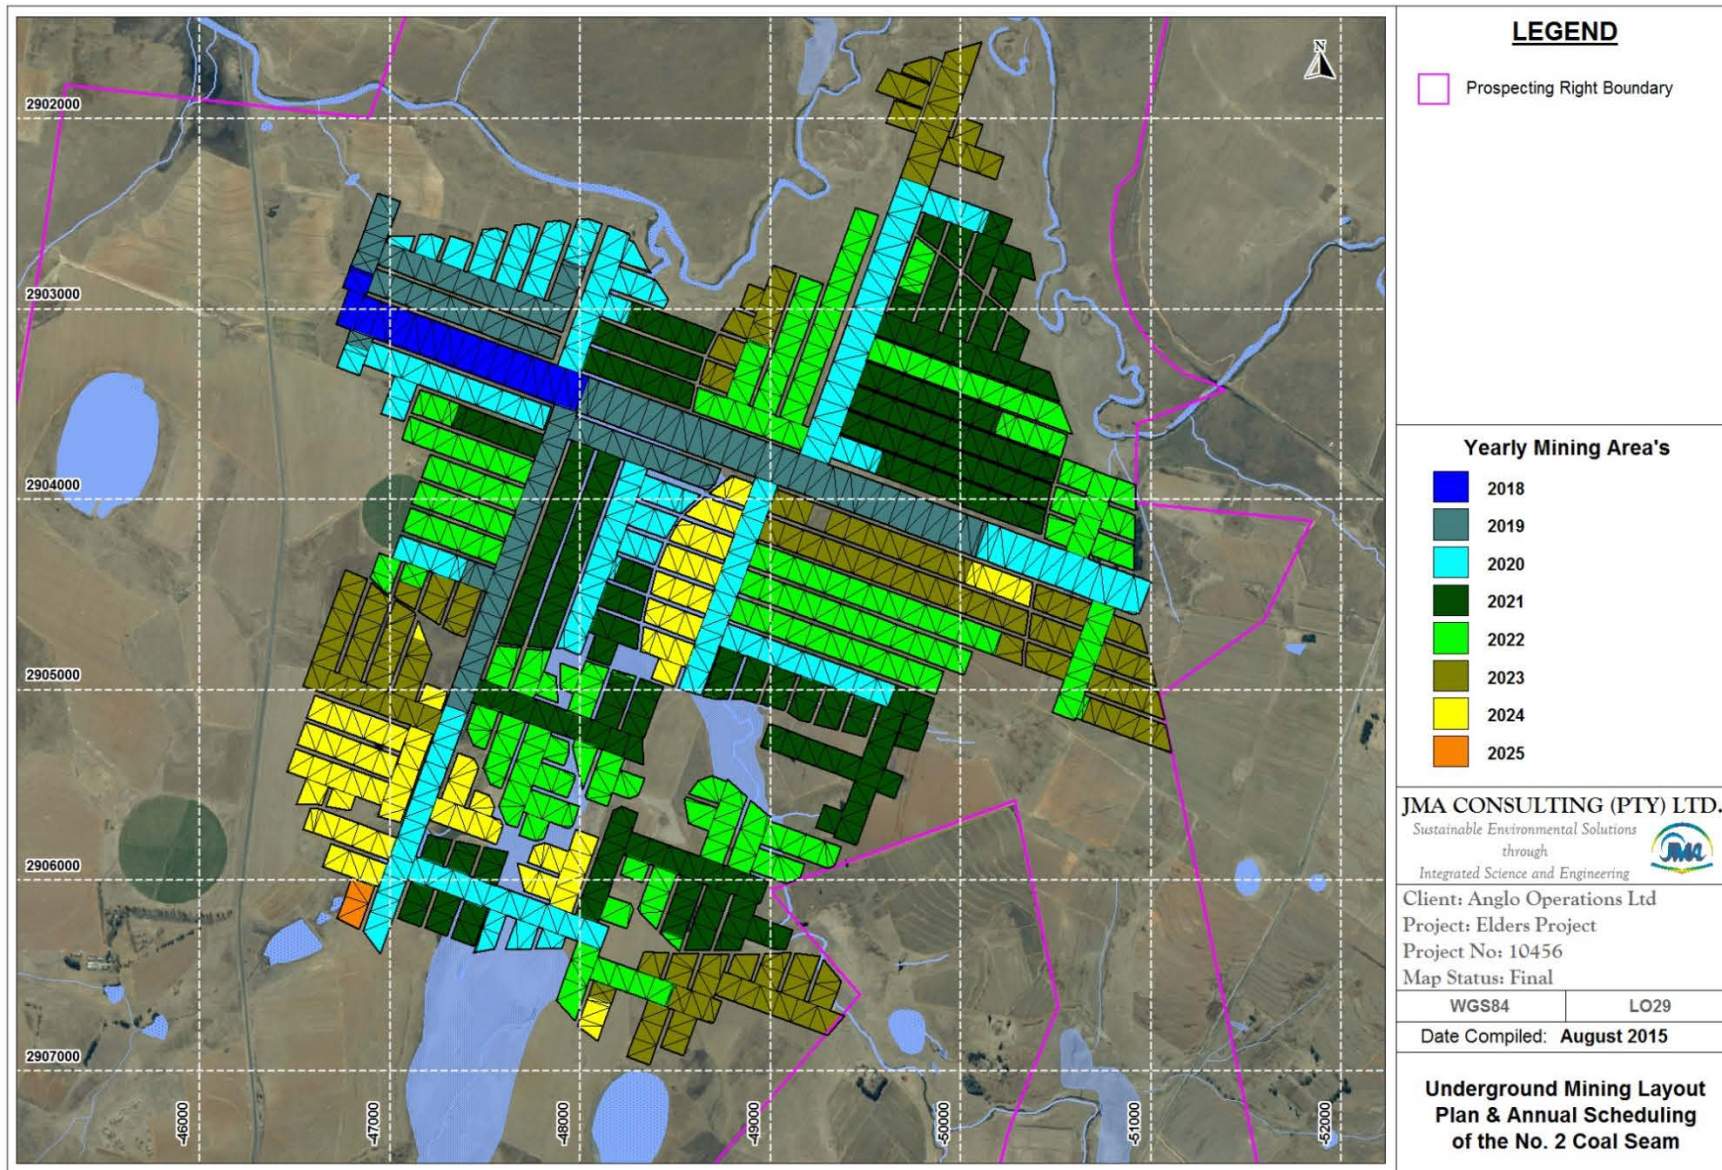 N
2902000
2903000
2904000
2905000
2906000
2907000
-46000
-47000
-48000
-49000
-50000
-51000
-52000
LEGEND
Prospecting Right Boundary
Yearly Mining Area's
2018
2019
2020
2021
2022
2023
2024
2025
JMA CONSULTING (PTY) LTD.
Sustainable Environmental Solutions
through
Integrated Science and Engineering
JMA
Client: Anglo Operations Ltd
Project: Elders Project
Project No: 10456
Map Status: Final
WGS84 LO29
Date Compiled: August 2015
Underground Mining Layout
Plan & Annual Scheduling
of the No. 2 Coal Seam